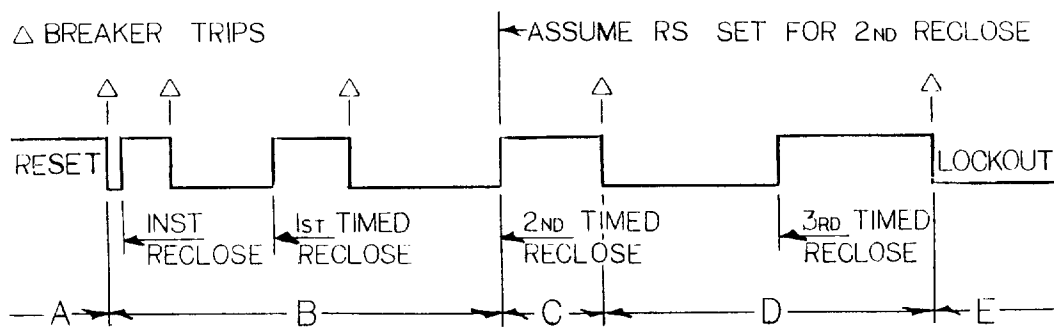 △ BREAKER TRIPS
ASSUME RS SET FOR 2ND RECLOSE
RESET
LOCKOUT
INST
RECLOSE
1ST TIMED
RECLOSE
2ND TIMED
RECLOSE
3RD TIMED
RECLOSE
A
B
C
D
E